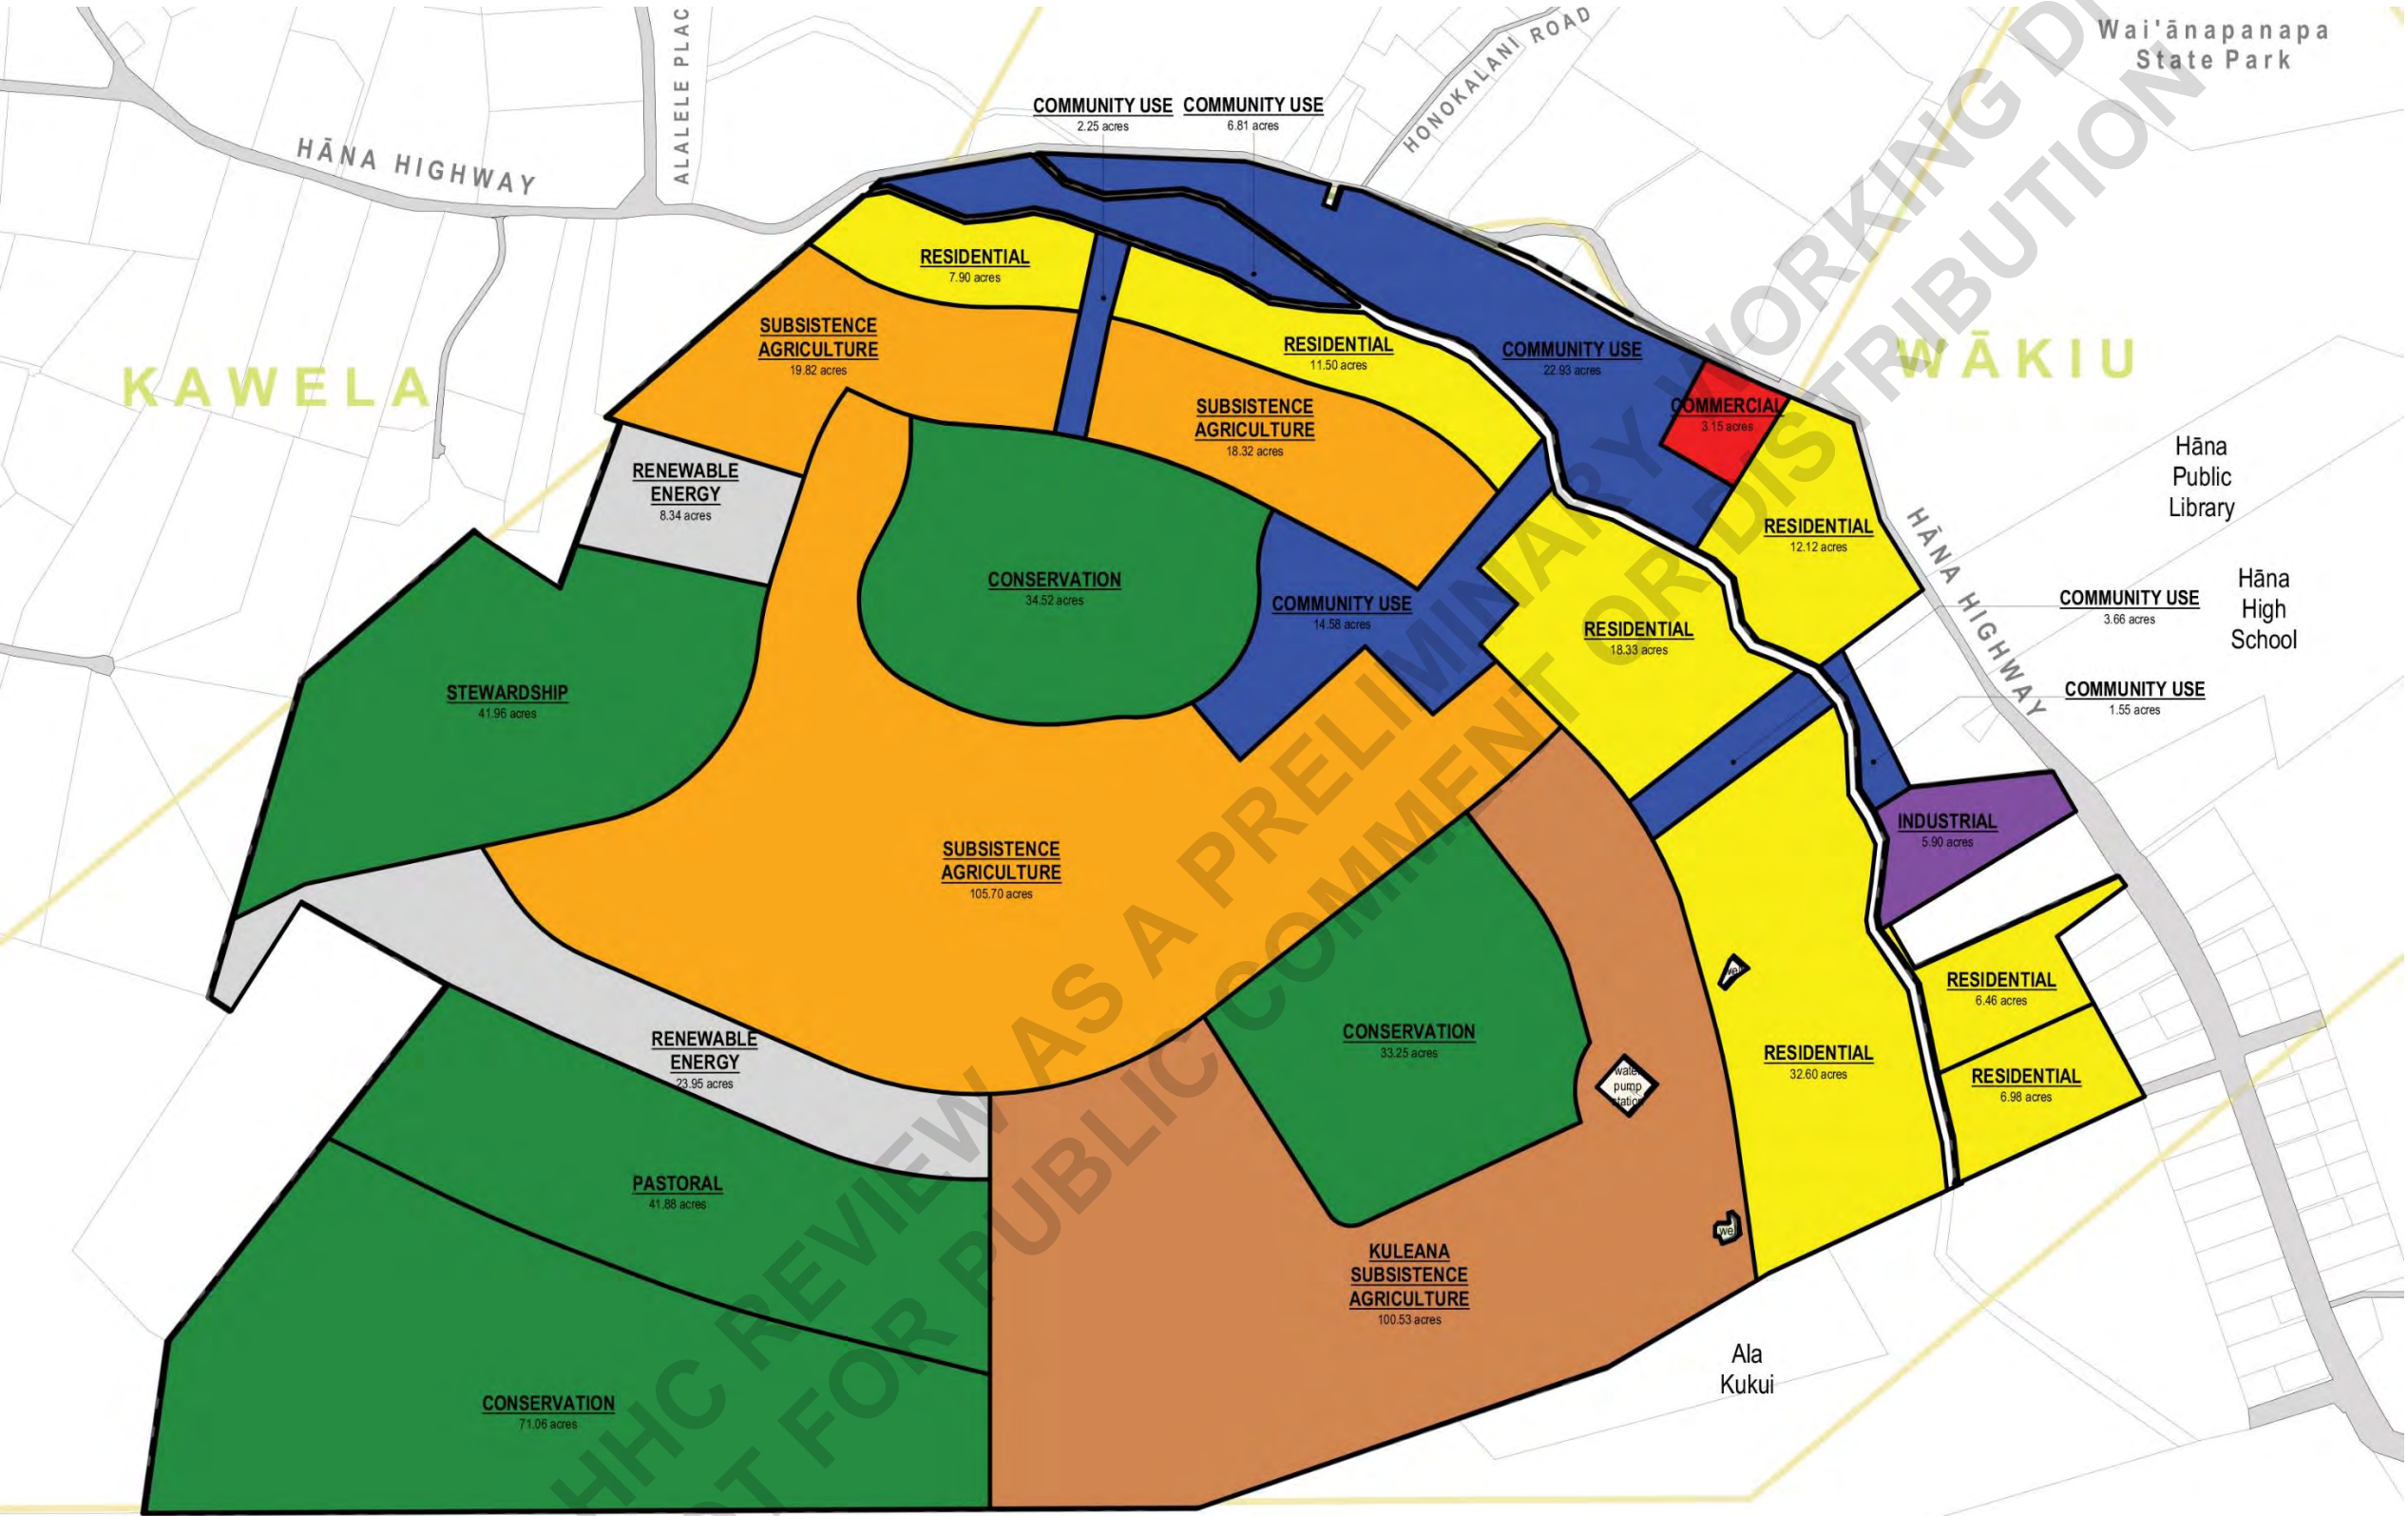 Wai'ānapanapa
State Park
ALALELE PLAC
HONOKALANI ROAD
COMMUNITY USE
2.25 acres
COMMUNITY USE
6.81 acres
HĀNA HIGHWAY
RESIDENTIAL
7.90 acres
SUBSISTENCE
AGRICULTURE
19.82 acres
RESIDENTIAL
11.50 acres
COMMUNITY USE
22.93 acres
KAWELA
WĀKIU
COMMERCIAL
3.15 acres
SUBSISTENCE
AGRICULTURE
18.32 acres
Hāna
Public
Library
RENEWABLE
ENERGY
8.34 acres
RESIDENTIAL
12.12 acres
HĀNA HIGHWAY
CONSERVATION
34.52 acres
COMMUNITY USE
14.58 acres
COMMUNITY USE
3.66 acres
Hāna
High
School
RESIDENTIAL
18.33 acres
STEWARDSHIP
41.96 acres
COMMUNITY USE
1.55 acres
INDUSTRIAL
5.90 acres
SUBSISTENCE
AGRICULTURE
105.70 acres
RESIDENTIAL
6.46 acres
RENEWABLE
ENERGY
23.95 acres
CONSERVATION
33.25 acres
water
pump
station
RESIDENTIAL
32.60 acres
RESIDENTIAL
6.98 acres
PASTORAL
41.88 acres
KULEANA
SUBSISTENCE
AGRICULTURE
100.53 acres
Ala
Kukui
CONSERVATION
71.06 acres
HHC REVIEW AS A PRELIMINARY WORKING
FOR PUBLIC COMMENT OR DISTRIBUTION